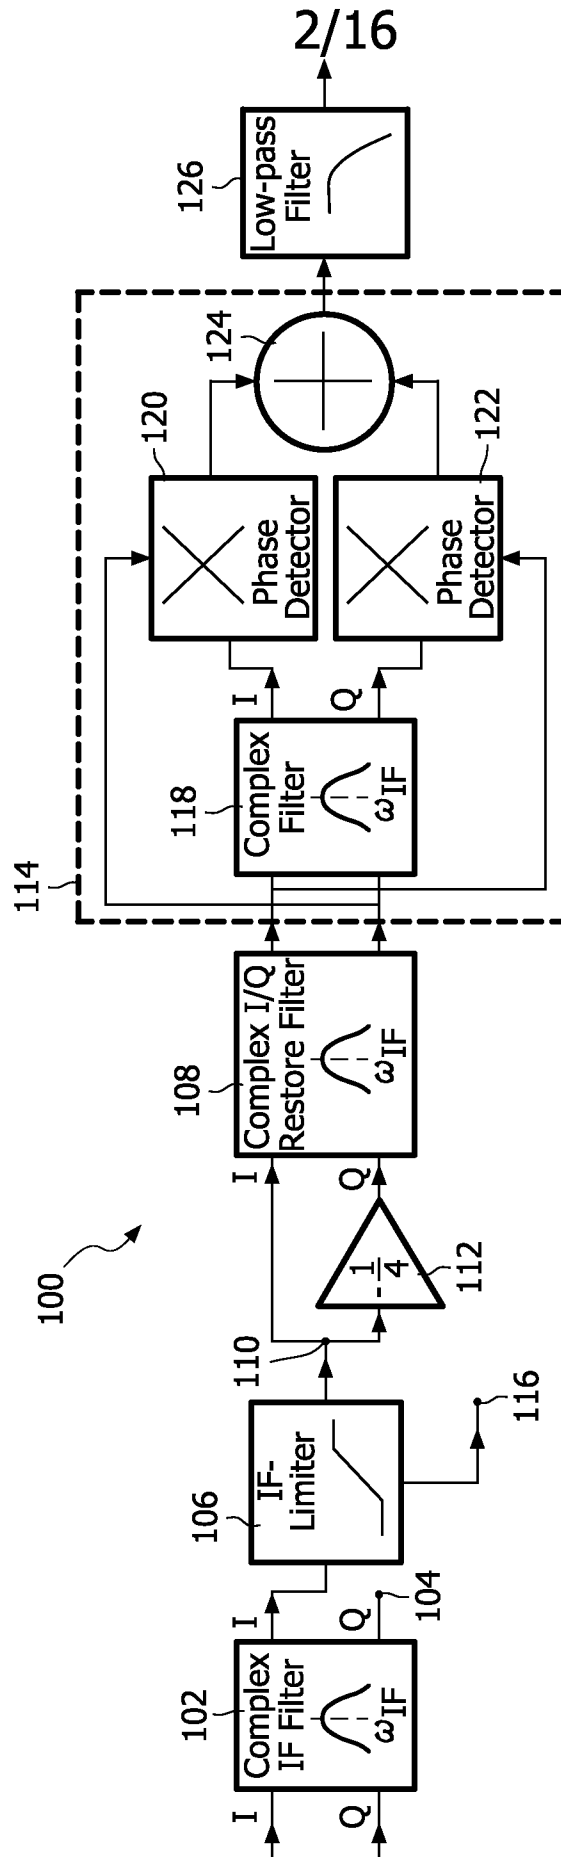 100
I
Q
102
Complex
IF Filter
ωIF
I
Q
104
106
IF-
Limiter
116
110
- 1/4
112
I
Q
108
Complex I/Q
Restore Filter
ωIF
114
118
Complex
Filter
ωIF
I
Q
120
Phase
Detector
122
Phase
Detector
124
126
Low-pass
Filter
2/16